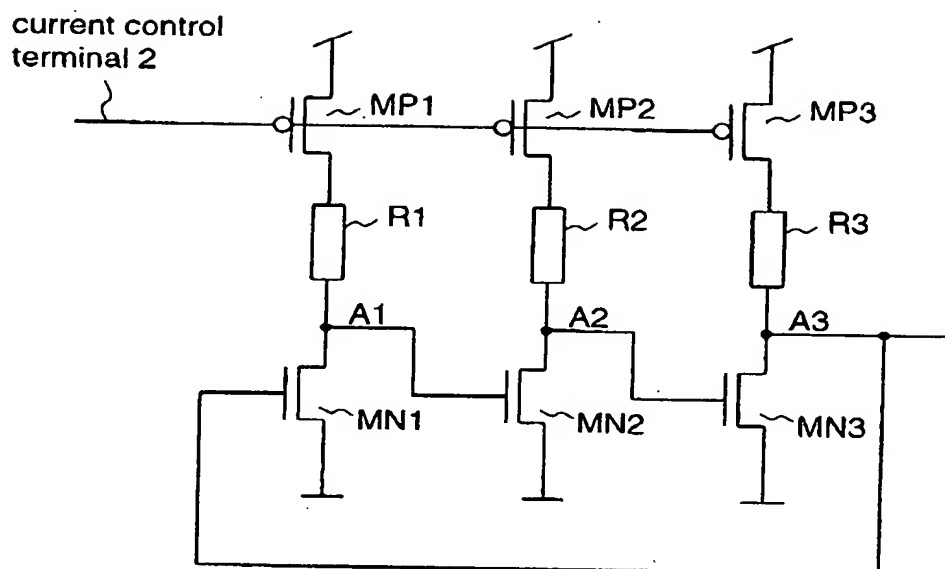 current control
terminal 2
MP1
MP2
MP3
R1
R2
R3
A1
A2
A3
MN1
MN2
MN3